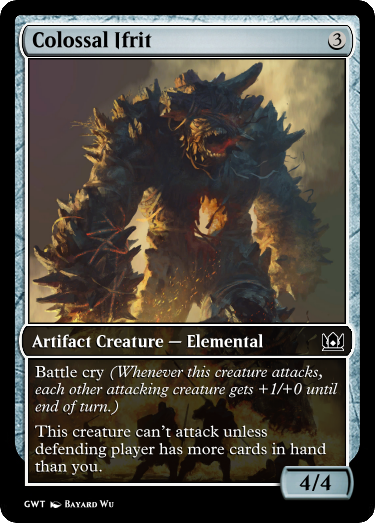 Colossal Ifrit 3
Artifact Creature — Elemental
Battle cry (Whenever this creature attacks,
each other attacking creature gets +1/+0 until
end of turn.)
This creature can't attack unless
defending player has more cards in hand
than you.
4/4
GWT Bayard Wu